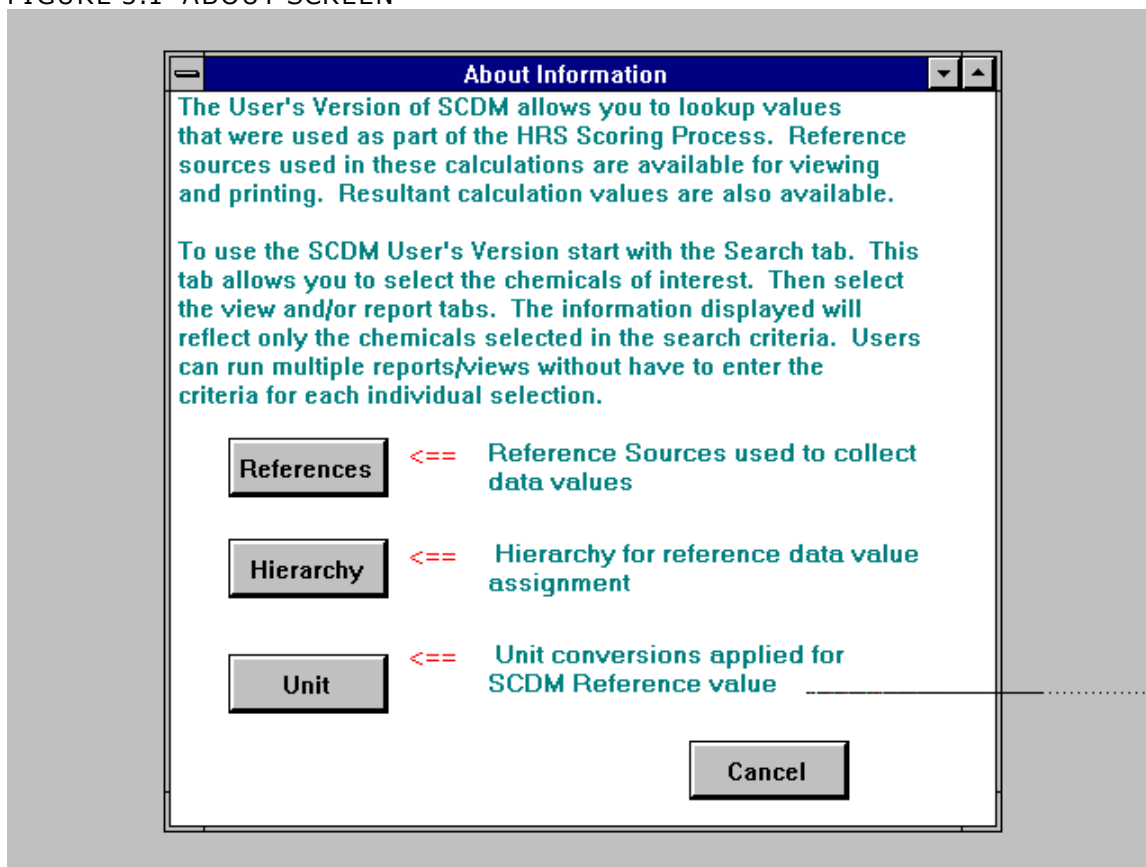 FIGURE 3.1 ABOUT SCREEN
About Information
The User's Version of SCDM allows you to lookup values
that were used as part of the HRS Scoring Process.  Reference
sources used in these calculations are available for viewing
and printing.  Resultant calculation values are also available.
To use the SCDM User's Version start with the Search tab.  This
tab allows you to select the chemicals of interest.  Then select
the view and/or report tabs.  The information displayed will
reflect only the chemicals selected in the search criteria.  Users
can run multiple reports/views without have to enter the
criteria for each individual selection.
References <== Reference Sources used to collect
data values
Hierarchy <== Hierarchy for reference data value
assignment
Unit <== Unit conversions applied for
SCDM Reference value
Cancel